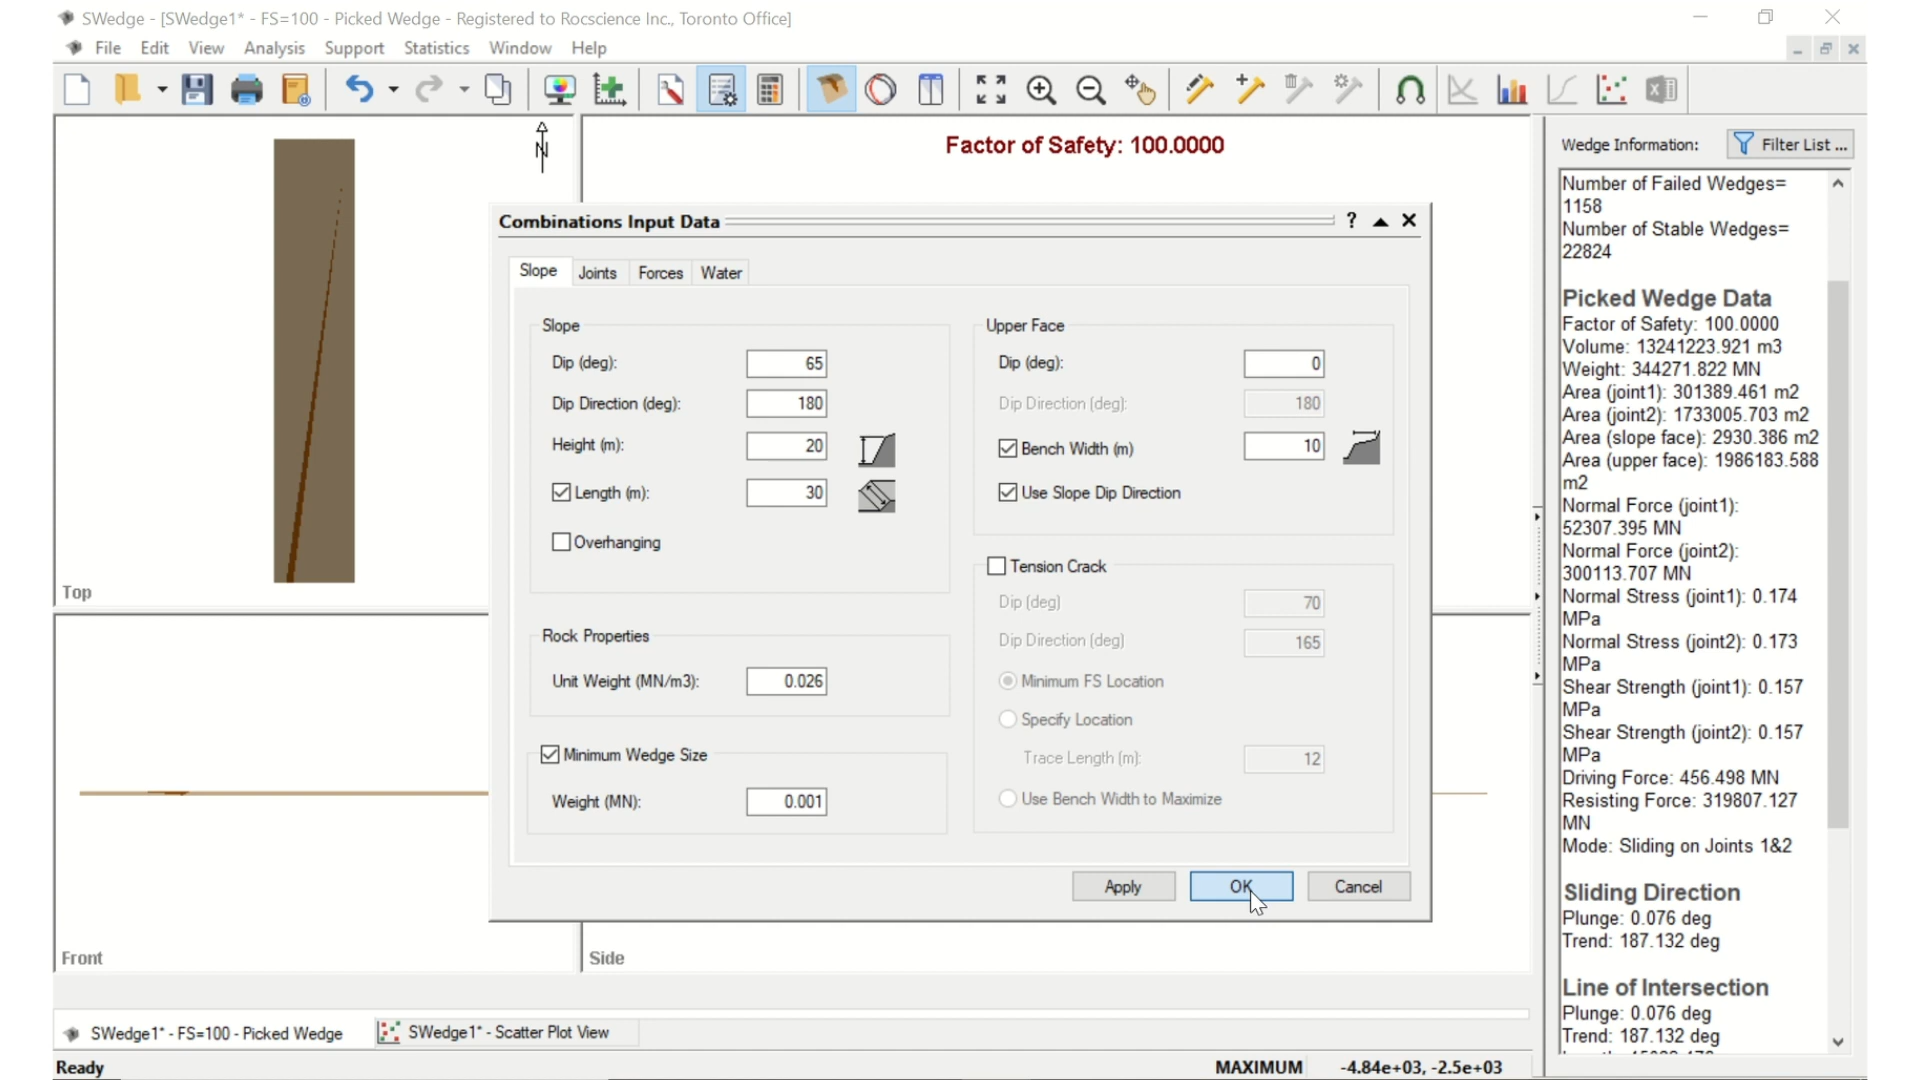 SWedge - [SWedge1* - FS=100 - Picked Wedge - Registered to Rocscience Inc., Toronto Office]
File Edit View Analysis Support Statistics Window Help
N
Factor of Safety: 100.0000
Top
Front
Side
Combinations Input Data
Slope Joints Forces Water
Slope
Dip (deg): 65
Dip Direction (deg): 180
Height (m): 20
Length (m): 30
Overhanging
Rock Properties
Unit Weight (MN/m3): 0.026
Minimum Wedge Size
Weight (MN): 0.001
Upper Face
Dip (deg): 0
Dip Direction (deg): 180
Bench Width (m) 10
Use Slope Dip Direction
Tension Crack
Dip (deg) 70
Dip Direction (deg) 165
Minimum FS Location
Specify Location
Trace Length (m): 12
Use Bench Width to Maximize
Apply OK Cancel
Wedge Information: Filter List ...
Number of Failed Wedges=
1158
Number of Stable Wedges=
22824
Picked Wedge Data
Factor of Safety: 100.0000
Volume: 13241223.921 m3
Weight: 344271.822 MN
Area (joint1): 301389.461 m2
Area (joint2): 1733005.703 m2
Area (slope face): 2930.386 m2
Area (upper face): 1986183.588
m2
Normal Force (joint1):
52307.395 MN
Normal Force (joint2):
300113.707 MN
Normal Stress (joint1): 0.174
MPa
Normal Stress (joint2): 0.173
MPa
Shear Strength (joint1): 0.157
MPa
Shear Strength (joint2): 0.157
MPa
Driving Force: 456.498 MN
Resisting Force: 319807.127
MN
Mode: Sliding on Joints 1&2
Sliding Direction
Plunge: 0.076 deg
Trend: 187.132 deg
Line of Intersection
Plunge: 0.076 deg
Trend: 187.132 deg
SWedge1* - FS=100 - Picked Wedge SWedge1* - Scatter Plot View
Ready MAXIMUM -4.84e+03, -2.5e+03